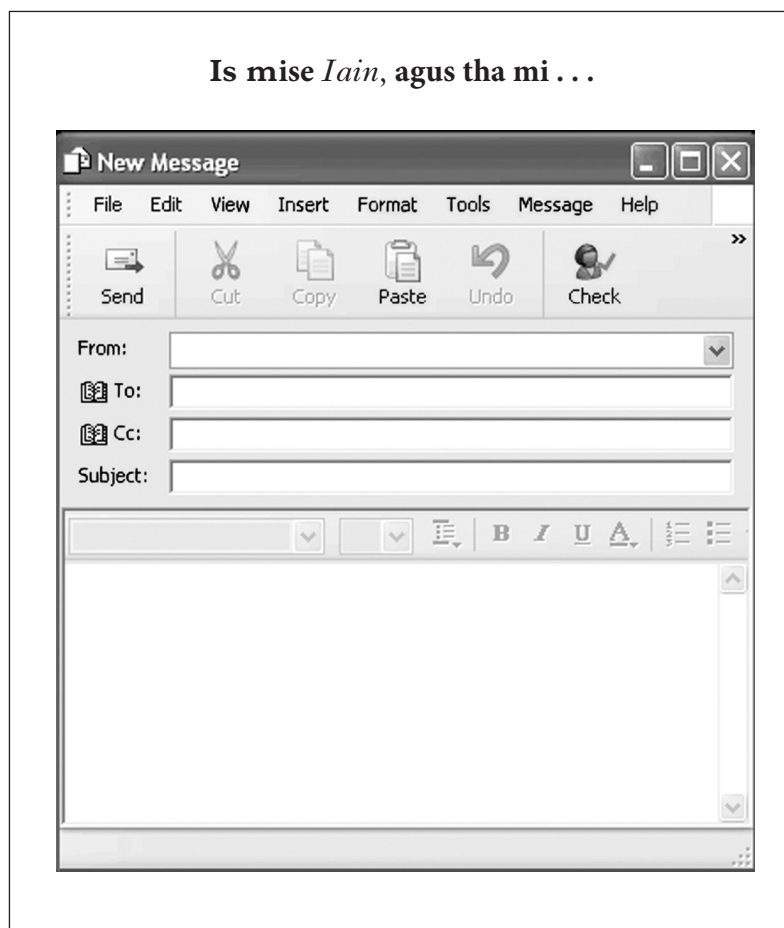 Is mise Iain, agus tha mi . . .
New Message
File Edit View Insert Format Tools Message Help
»
Send Cut Copy Paste Undo Check
From:
To:
Cc:
Subject:
B I U A